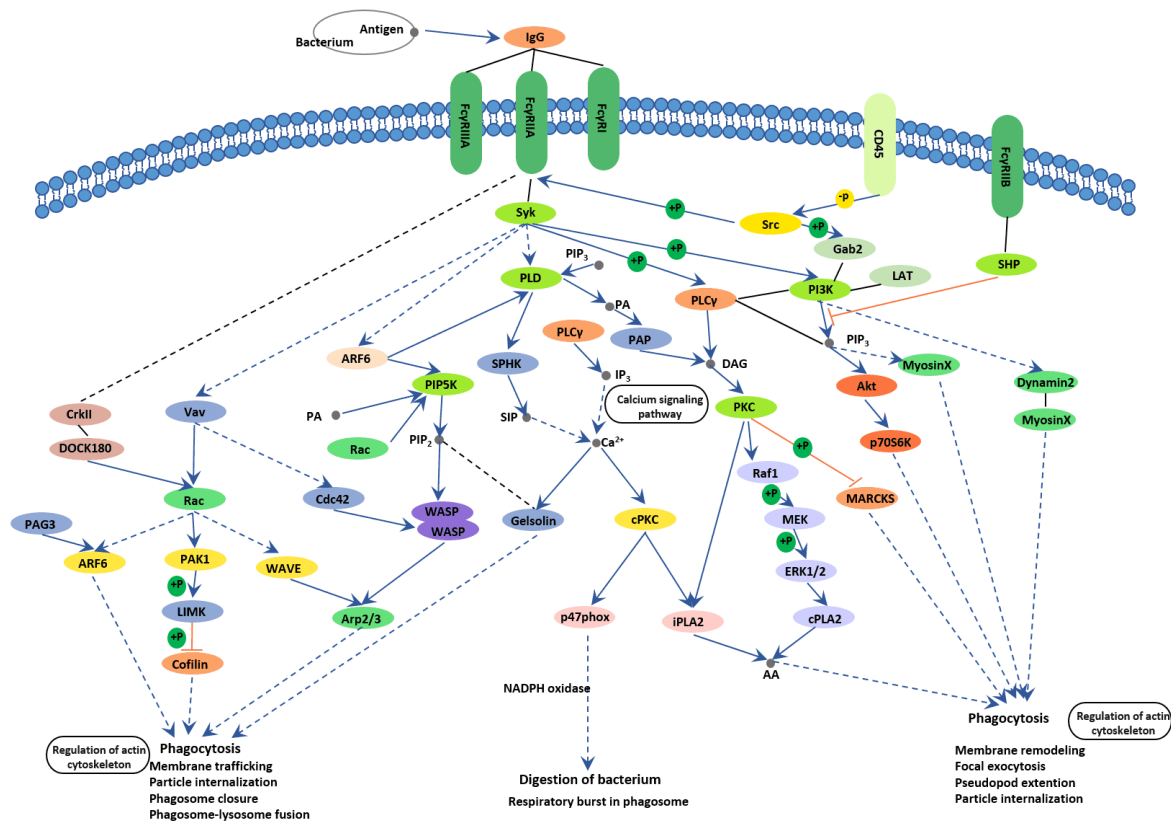 Antigen
Bacterium
IgG
FcγRIIIA
FcγRIIA
FcγRI
CD45
FcγRIIB
-P
+P
Syk
Src
+P
Gab2
+P
+P
SHP
LAT
PIP3
PLD
PLCγ
PI3K
PA
PLCγ
PAP
PIP3
ARF6
SPHK
DAG
MyosinX
PIP5K
IP3
Akt
Dynamin2
Calcium signaling
pathway
PA
CrkII
Vav
SIP
PKC
MyosinX
DOCK180
Rac
PIP2
Ca2+
p70S6K
+P
Raf1
Rac
Cdc42
+P
MARCKS
WASP
WASP
Gelsolin
cPKC
MEK
PAG3
+P
ARF6
PAK1
WAVE
ERK1/2
+P
LIMK
Arp2/3
p47phox
iPLA2
cPLA2
+P
Cofilin
AA
NADPH oxidase
Regulation of actin
cytoskeleton
Phagocytosis
Membrane trafficking
Particle internalization
Phagosome closure
Phagosome-lysosome fusion
Digestion of bacterium
Respiratory burst in phagosome
Phagocytosis
Regulation of actin
cytoskeleton
Membrane remodeling
Focal exocytosis
Pseudopod extention
Particle internalization